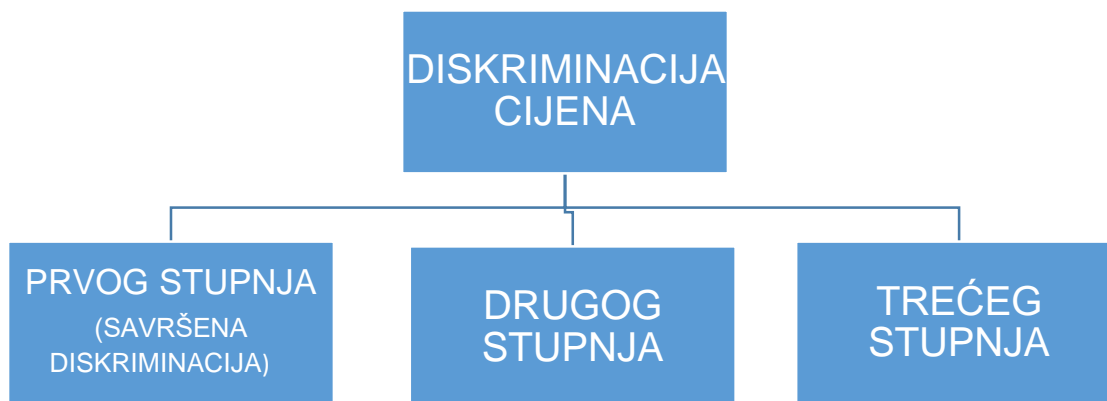 DISKRIMINACIJA
CIJENA
PRVOG STUPNJA
(SAVRŠENA
DISKRIMINACIJA)
DRUGOG
STUPNJA
TREĆEG
STUPNJA